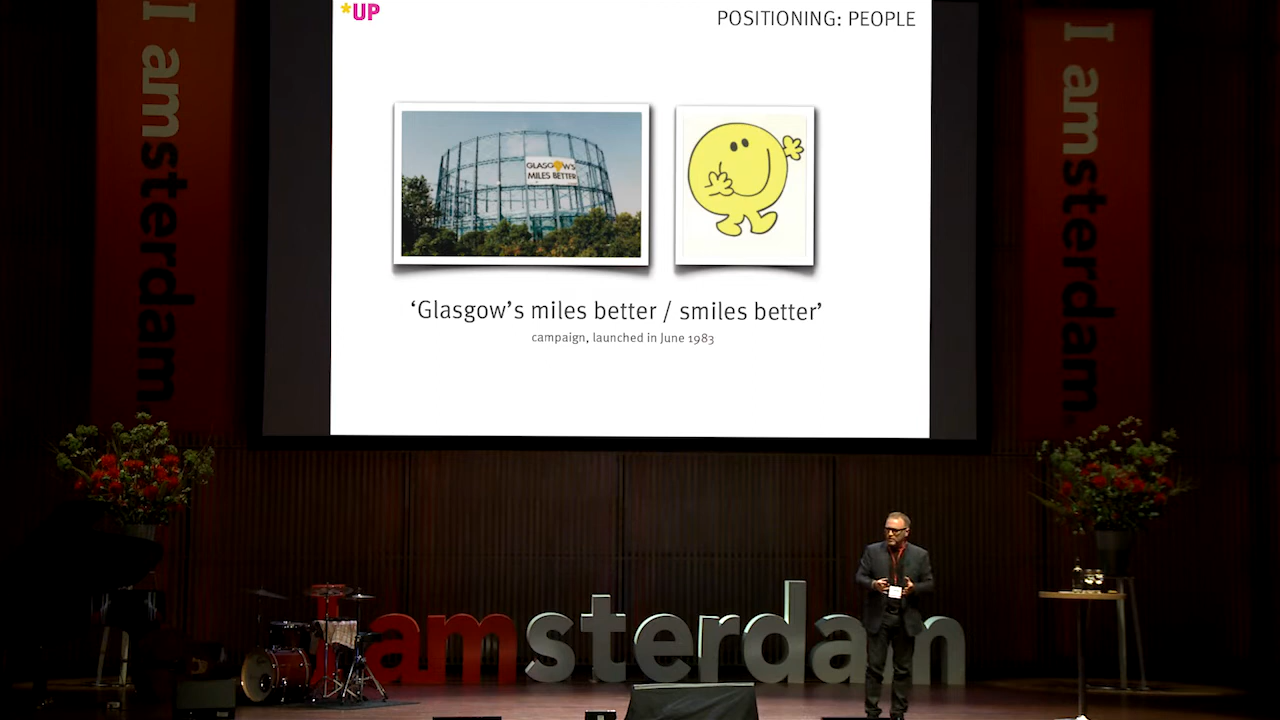 *UP
POSITIONING: PEOPLE
GLASGOW'S
MILES BETTER
‘Glasgow’s miles better / smiles better’
campaign, launched in June 1983
I amsterdam.
I amsterdam.
I amsterdam